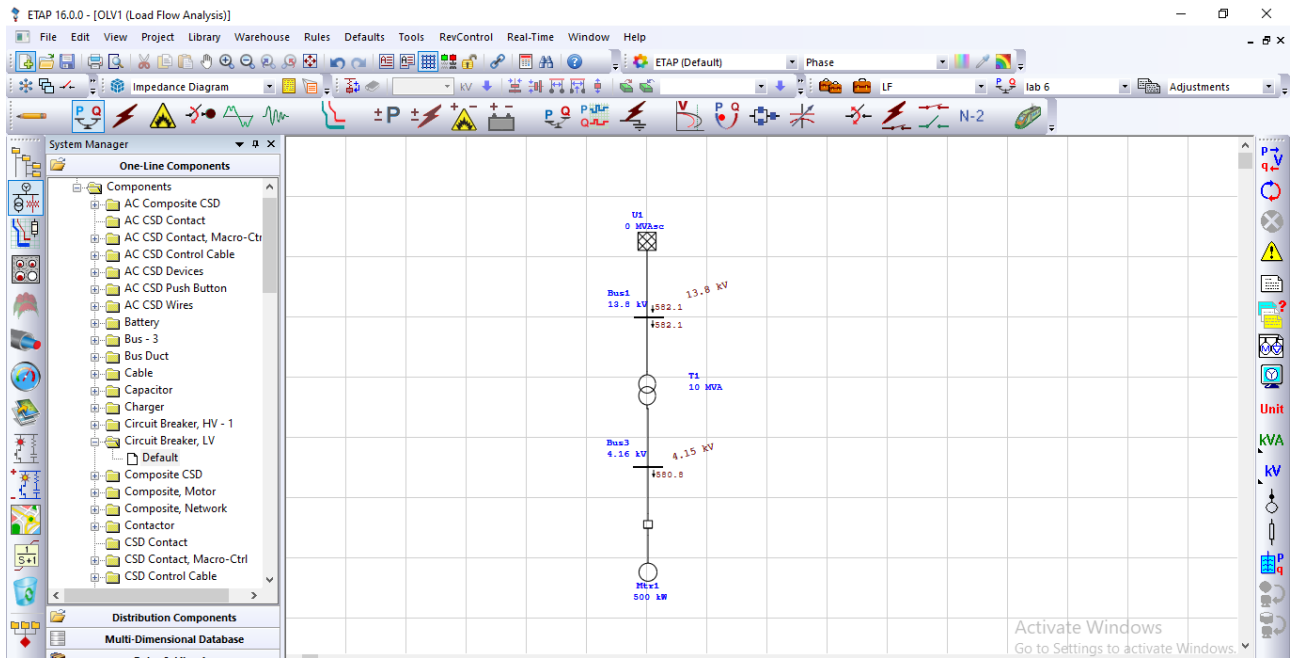 ETAP 16.0.0 - [OLV1 (Load Flow Analysis)]
File Edit View Project Library Warehouse Rules Defaults Tools RevControl Real-Time Window Help
ETAP (Default) Phase
Impedance Diagram kV LF lab 6 Adjustments
P Q ±P N-2
System Manager
One-Line Components
Components
AC Composite CSD
AC CSD Contact
AC CSD Contact, Macro-Ctr
AC CSD Control Cable
AC CSD Devices
AC CSD Push Button
AC CSD Wires
Battery
Bus - 3
Bus Duct
Cable
Capacitor
Charger
Circuit Breaker, HV - 1
Circuit Breaker, LV
Default
Composite CSD
Composite, Motor
Composite, Network
Contactor
CSD Contact
CSD Contact, Macro-Ctrl
CSD Control Cable
Distribution Components
Multi-Dimensional Database
U1
0 MVAsc
Bus1
13.8 kV
13.8 kV
582.1
582.1
T1
10 MVA
Bus3
4.16 kV
4.15 kV
580.8
Mtr1
500 kW
Unit
kVA
kV
Activate Windows
Go to Settings to activate Windows.